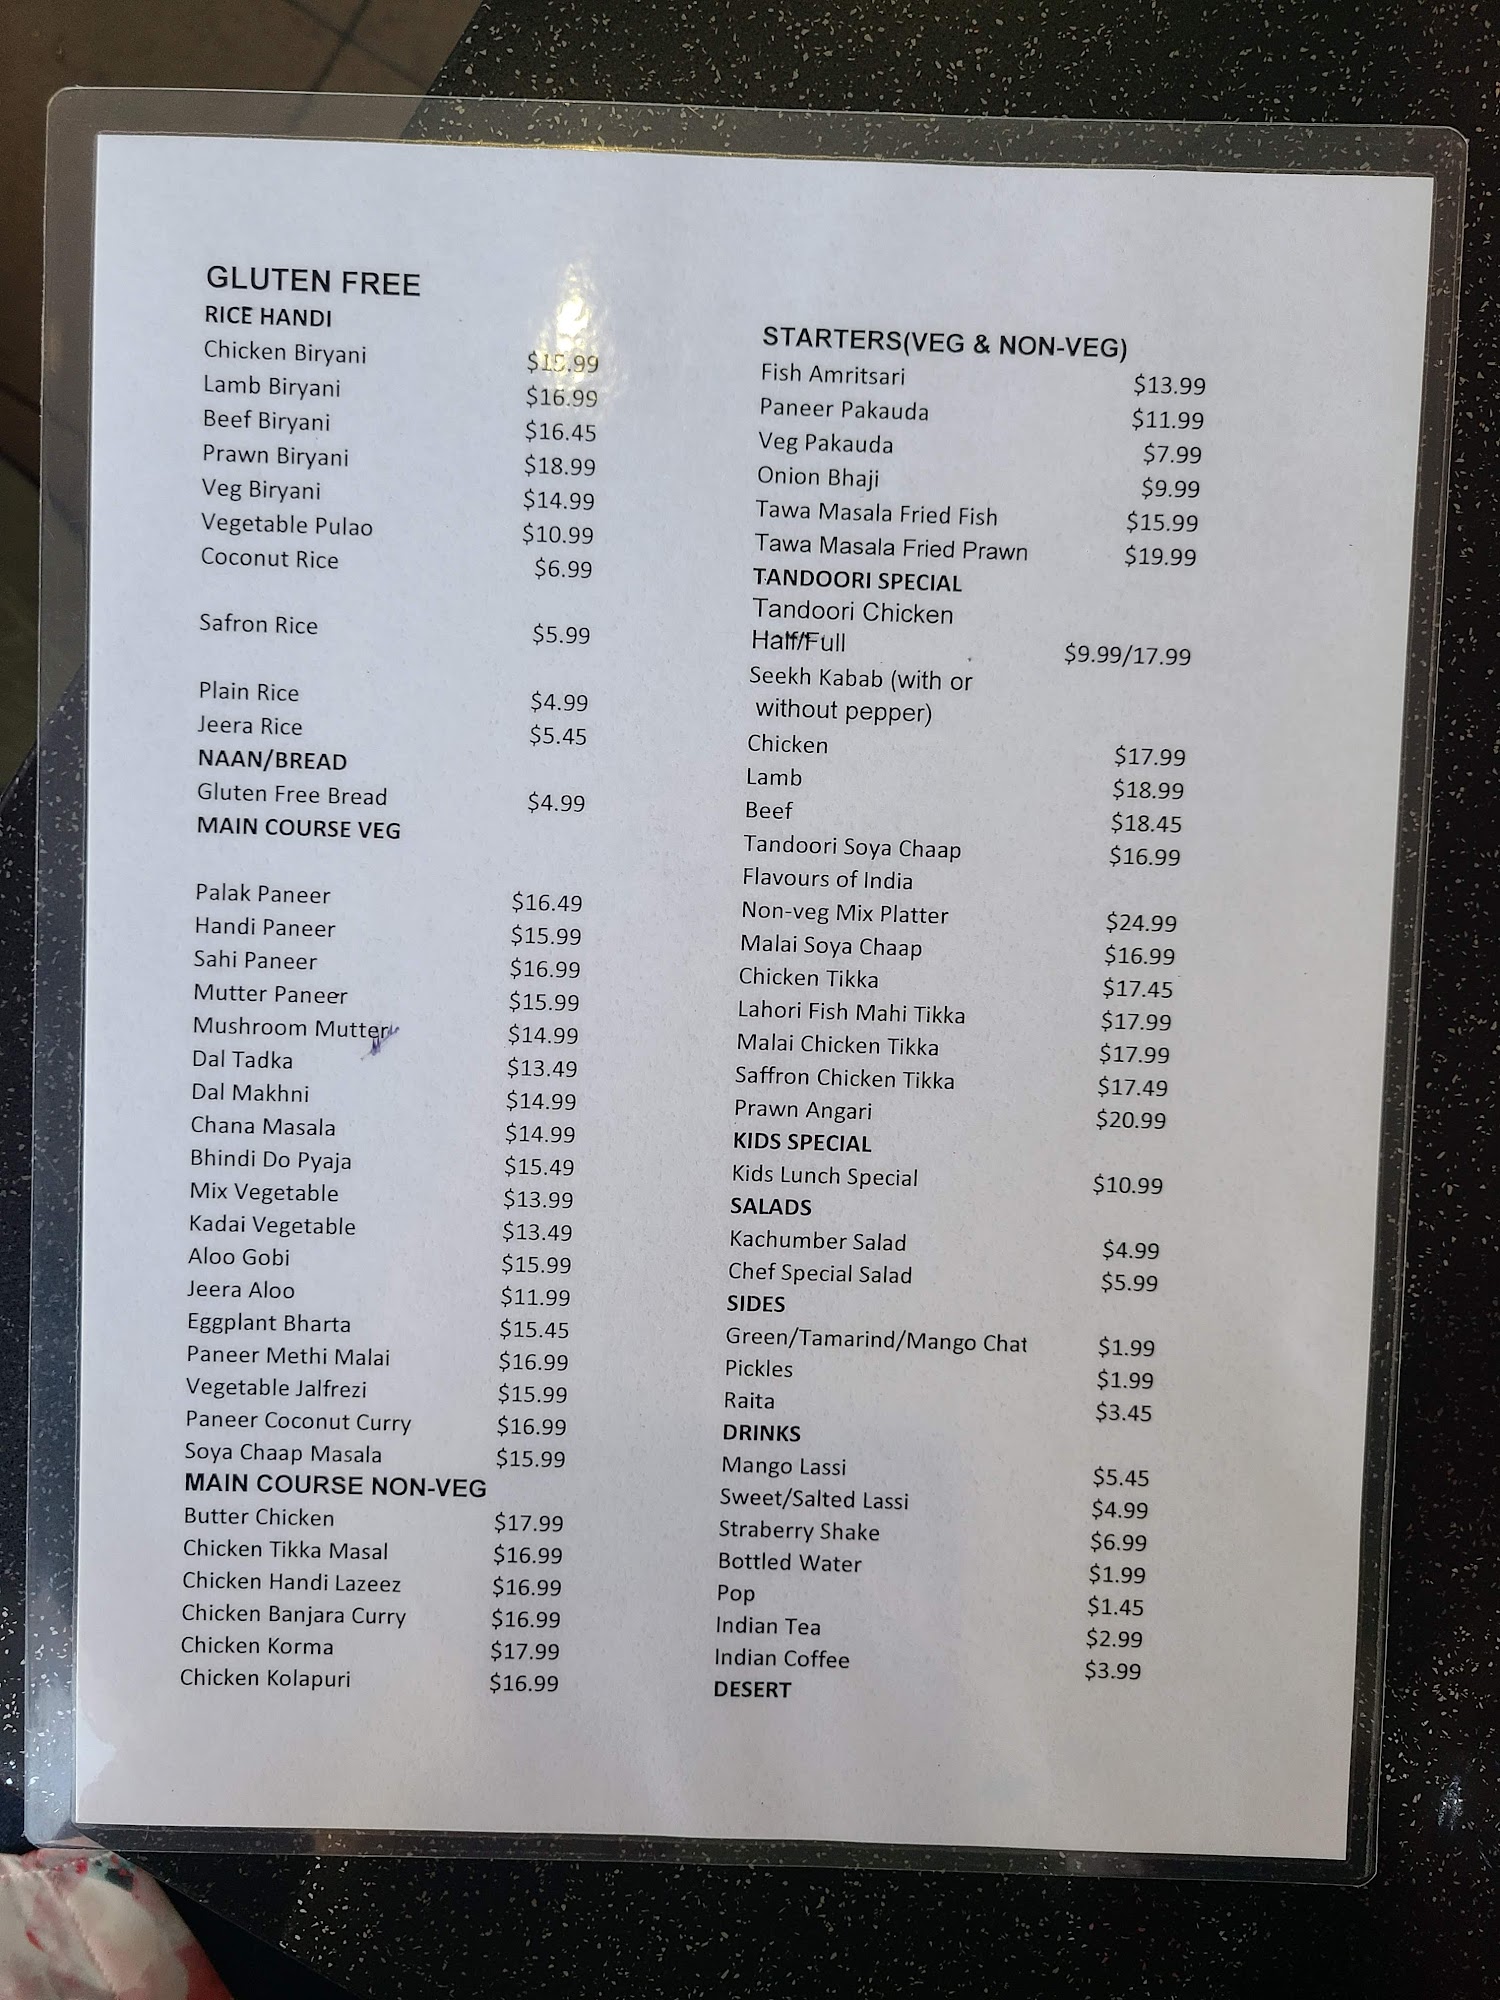 GLUTEN FREE
RICE HANDI
Chicken Biryani $15.99
Lamb Biryani $16.99
Beef Biryani $16.45
Prawn Biryani $18.99
Veg Biryani $14.99
Vegetable Pulao $10.99
Coconut Rice $6.99
Safron Rice $5.99
Plain Rice $4.99
Jeera Rice $5.45
NAAN/BREAD
Gluten Free Bread $4.99
MAIN COURSE VEG
Palak Paneer $16.49
Handi Paneer $15.99
Sahi Paneer $16.99
Mutter Paneer $15.99
Mushroom Mutter $14.99
Dal Tadka $13.49
Dal Makhni $14.99
Chana Masala $14.99
Bhindi Do Pyaja $15.49
Mix Vegetable $13.99
Kadai Vegetable $13.49
Aloo Gobi $15.99
Jeera Aloo $11.99
Eggplant Bharta $15.45
Paneer Methi Malai $16.99
Vegetable Jalfrezi $15.99
Paneer Coconut Curry $16.99
Soya Chaap Masala $15.99
MAIN COURSE NON-VEG
Butter Chicken $17.99
Chicken Tikka Masal $16.99
Chicken Handi Lazeez $16.99
Chicken Banjara Curry $16.99
Chicken Korma $17.99
Chicken Kolapuri $16.99
STARTERS(VEG & NON-VEG)
Fish Amritsari $13.99
Paneer Pakauda $11.99
Veg Pakauda $7.99
Onion Bhaji $9.99
Tawa Masala Fried Fish $15.99
Tawa Masala Fried Prawn $19.99
TANDOORI SPECIAL
Tandoori Chicken
Half/Full $9.99/17.99
Seekh Kabab (with or
without pepper)
Chicken $17.99
Lamb $18.99
Beef $18.45
Tandoori Soya Chaap $16.99
Flavours of India
Non-veg Mix Platter $24.99
Malai Soya Chaap $16.99
Chicken Tikka $17.45
Lahori Fish Mahi Tikka $17.99
Malai Chicken Tikka $17.99
Saffron Chicken Tikka $17.49
Prawn Angari $20.99
KIDS SPECIAL
Kids Lunch Special $10.99
SALADS
Kachumber Salad $4.99
Chef Special Salad $5.99
SIDES
Green/Tamarind/Mango Chat $1.99
Pickles $1.99
Raita $3.45
DRINKS
Mango Lassi $5.45
Sweet/Salted Lassi $4.99
Straberry Shake $6.99
Bottled Water $1.99
Pop $1.45
Indian Tea $2.99
Indian Coffee $3.99
DESERT